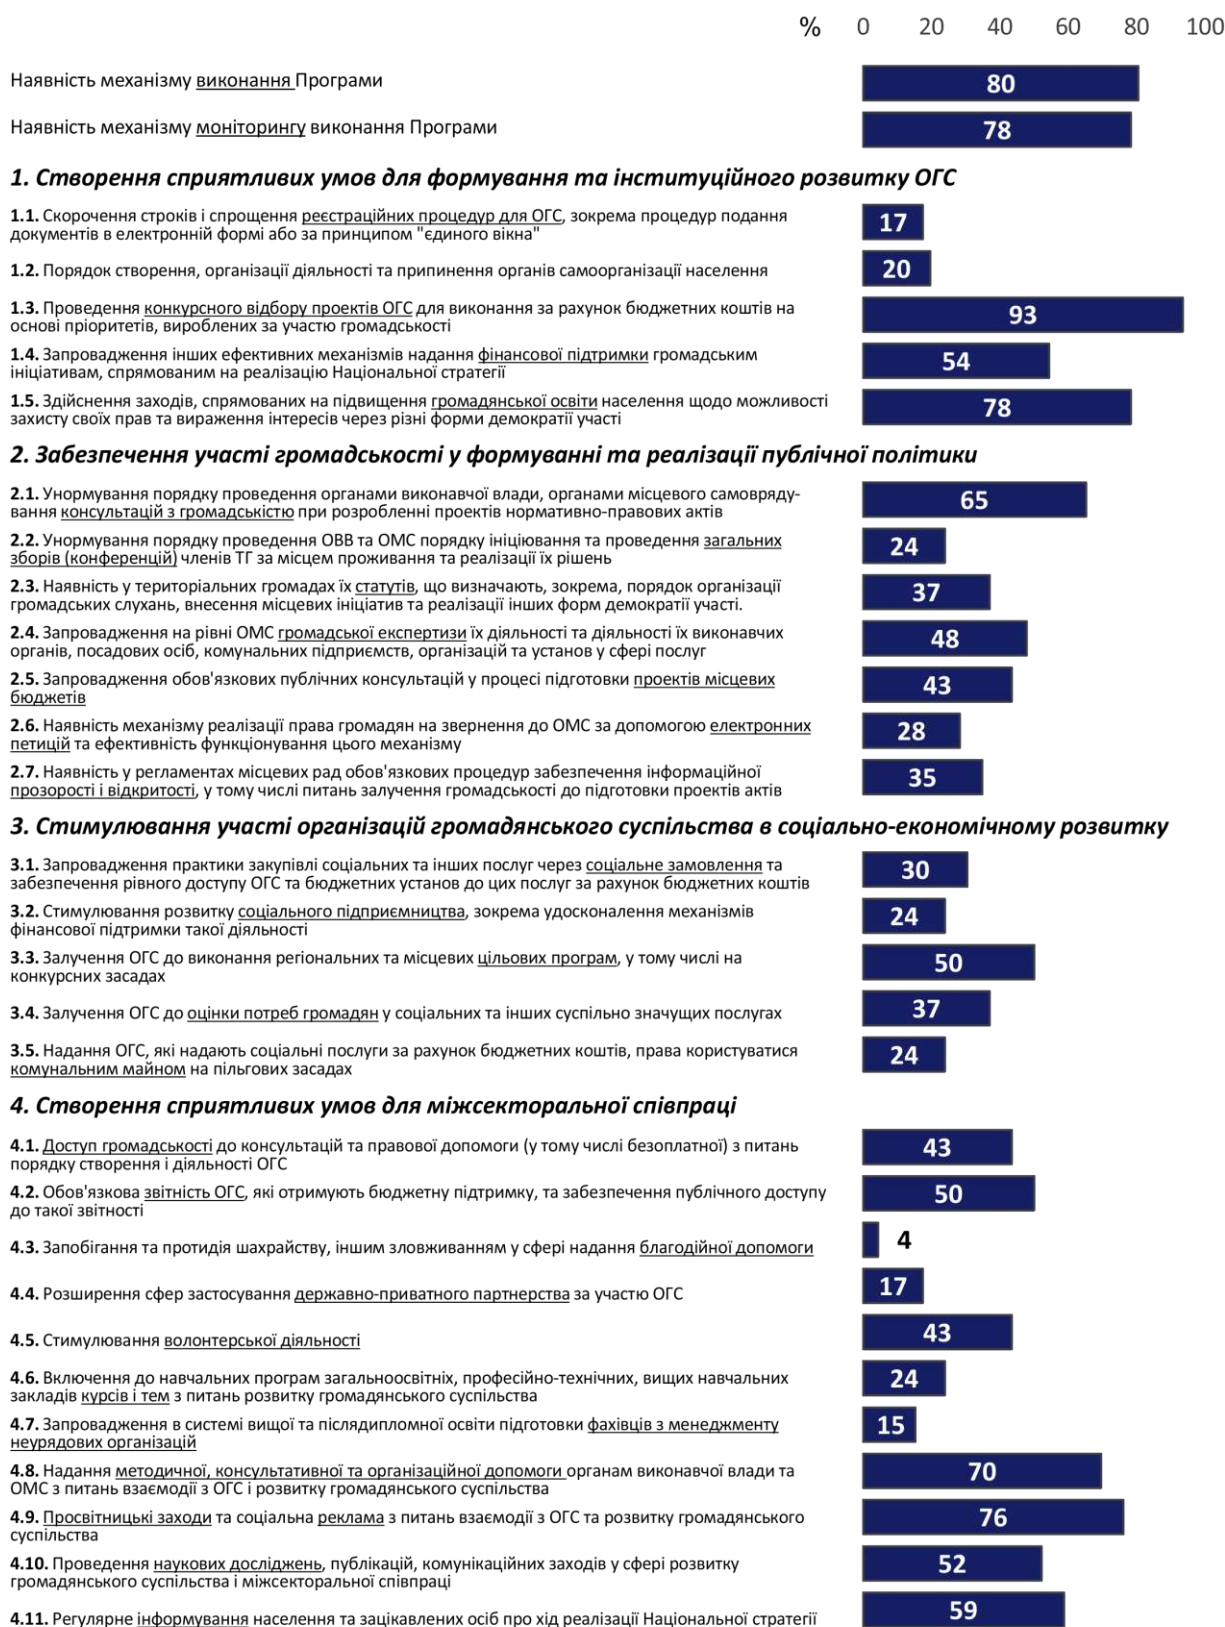 % 0 20 40 60 80 100
Наявність механізму виконання Програми 80
Наявність механізму моніторингу виконання Програми 78
1. Створення сприятливих умов для формування та інституційного розвитку ОГС
1.1. Скорочення строків і спрощення реєстраційних процедур для ОГС, зокрема процедур подання
документів в електронній формі або за принципом "єдиного вікна"
17
1.2. Порядок створення, організації діяльності та припинення органів самоорганізації населення 20
1.3. Проведення конкурсного відбору проектів ОГС для виконання за рахунок бюджетних коштів на
основі пріоритетів, вироблених за участю громадськості
93
1.4. Запровадження інших ефективних механізмів надання фінансової підтримки громадським
ініціативам, спрямованим на реалізацію Національної стратегії
54
1.5. Здійснення заходів, спрямованих на підвищення громадянської освіти населення щодо можливості
захисту своїх прав та вираження інтересів через різні форми демократії участі
78
2. Забезпечення участі громадськості у формуванні та реалізації публічної політики
2.1. Унормування порядку проведення органами виконавчої влади, органами місцевого самовряду-
вання консультацій з громадськістю при розробленні проектів нормативно-правових актів
65
2.2. Унормування порядку проведення ОВВ та ОМС порядку ініціювання та проведення загальних
зборів (конференцій) членів ТГ за місцем проживання та реалізації їх рішень
24
2.3. Наявність у територіальних громадах їх статутів, що визначають, зокрема, порядок організації
громадських слухань, внесення місцевих ініціатив та реалізації інших форм демократії участі.
37
2.4. Запровадження на рівні ОМС громадської експертизи їх діяльності та діяльності їх виконавчих
органів, посадових осіб, комунальних підприємств, організацій та установ у сфері послуг
48
2.5. Запровадження обов'язкових публічних консультацій у процесі підготовки проектів місцевих
бюджетів
43
2.6. Наявність механізму реалізації права громадян на звернення до ОМС за допомогою електронних
петицій та ефективність функціонування цього механізму
28
2.7. Наявність у регламентах місцевих рад обов'язкових процедур забезпечення інформаційної
прозорості і відкритості, у тому числі питань залучення громадськості до підготовки проектів актів
35
3. Стимулювання участі організацій громадянського суспільства в соціально-економічному розвитку
3.1. Запровадження практики закупівлі соціальних та інших послуг через соціальне замовлення та
забезпечення рівного доступу ОГС та бюджетних установ до цих послуг за рахунок бюджетних коштів
30
3.2. Стимулювання розвитку соціального підприємництва, зокрема удосконалення механізмів
фінансової підтримки такої діяльності
24
3.3. Залучення ОГС до виконання регіональних та місцевих цільових програм, у тому числі на
конкурсних засадах
50
3.4. Залучення ОГС до оцінки потреб громадян у соціальних та інших суспільно значущих послугах 37
3.5. Надання ОГС, які надають соціальні послуги за рахунок бюджетних коштів, права користуватися
комунальним майном на пільгових засадах
24
4. Створення сприятливих умов для міжсекторальної співпраці
4.1. Доступ громадськості до консультацій та правової допомоги (у тому числі безоплатної) з питань
порядку створення і діяльності ОГС
43
4.2. Обов'язкова звітність ОГС, які отримують бюджетну підтримку, та забезпечення публічного доступу
до такої звітності
50
4.3. Запобігання та протидія шахрайству, іншим зловживанням у сфері надання благодійної допомоги 4
4.4. Розширення сфер застосування державно-приватного партнерства за участю ОГС 17
4.5. Стимулювання волонтерської діяльності 43
4.6. Включення до навчальних програм загальноосвітніх, професійно-технічних, вищих навчальних
закладів курсів і тем з питань розвитку громадянського суспільства
24
4.7. Запровадження в системі вищої та післядипломної освіти підготовки фахівців з менеджменту
неурядових організацій
15
4.8. Надання методичної, консультативної та організаційної допомоги органам виконавчої влади та
ОМС з питань взаємодії з ОГС і розвитку громадянського суспільства
70
4.9. Просвітницькі заходи та соціальна реклама з питань взаємодії з ОГС та розвитку громадянського
суспільства
76
4.10. Проведення наукових досліджень, публікацій, комунікаційних заходів у сфері розвитку
громадянського суспільства і міжсекторальної співпраці
52
4.11. Регулярне інформування населення та зацікавлених осіб про хід реалізації Національної стратегії 59